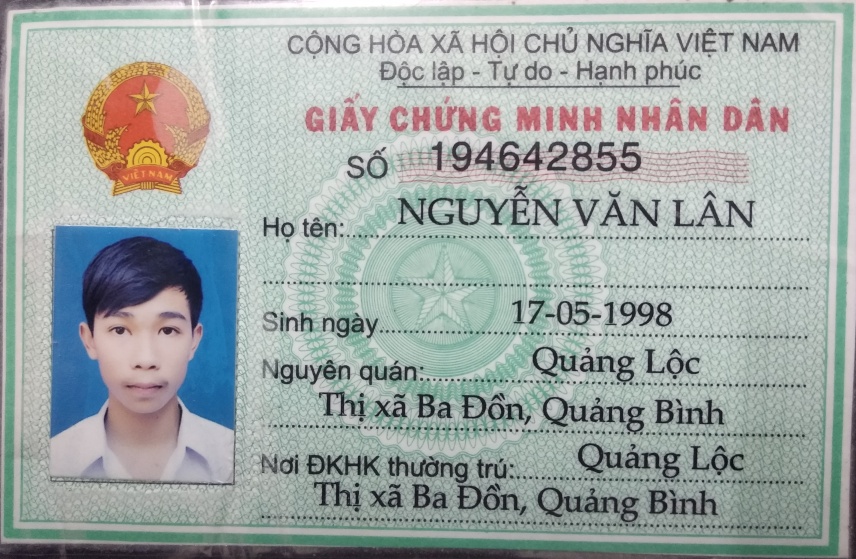 CỘNG HÒA XÃ HỘI CHỦ NGHĨA VIỆT NAM
Độc lập - Tự do - Hạnh phúc
GIẤY CHỨNG MINH NHÂN DÂN
SỐ 194642855
VIỆT NAM
Họ tên: NGUYỄN VĂN LÂN
Sinh ngày 17-05-1998
Nguyên quán: Quảng Lộc
Thị xã Ba Đồn, Quảng Bình
Nơi ĐKHK thường trú: Quảng Lộc
Thị xã Ba Đồn, Quảng Bình